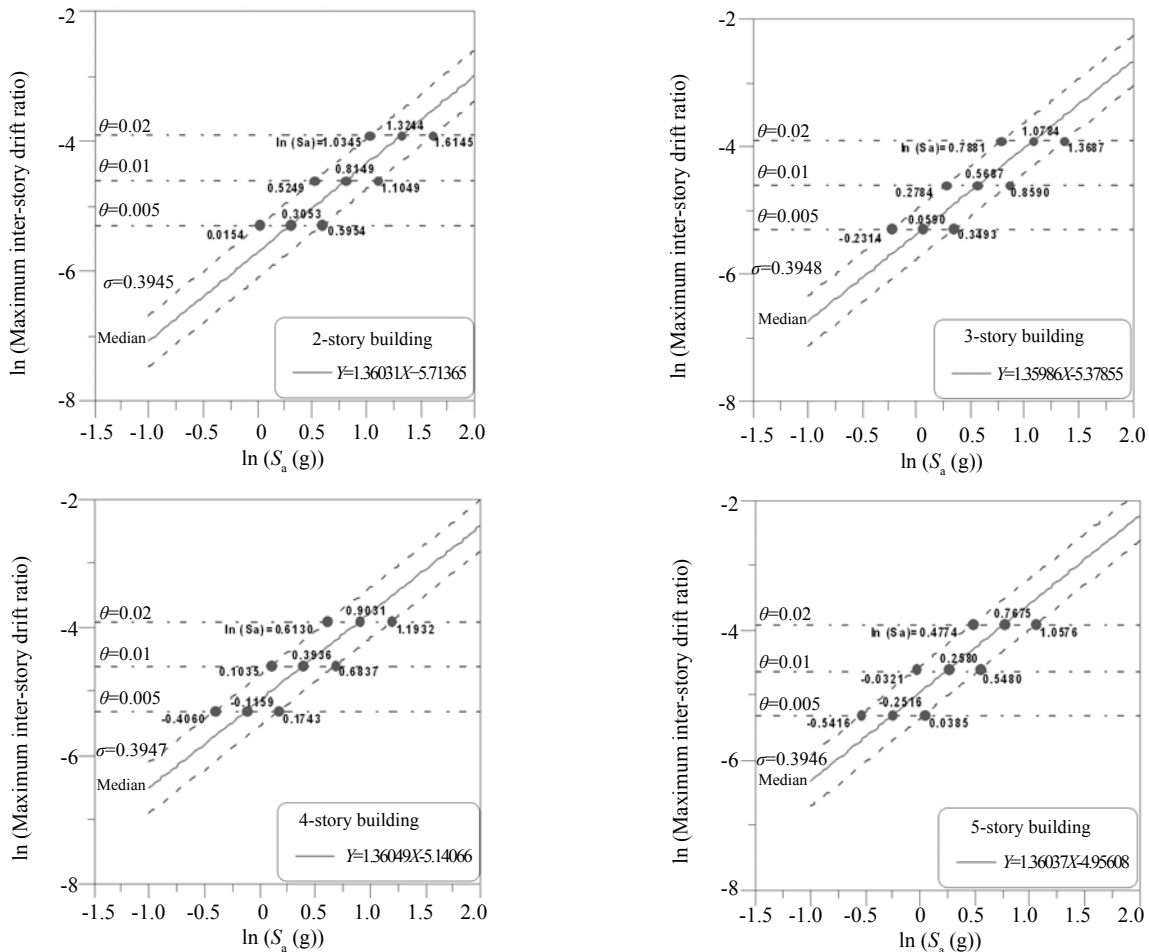 -2
-4
-6
-8
ln (Maximum inter-story drift ratio)
θ=0.02
ln (Sa)=1.0345
1.3244
1.6145
θ=0.01
0.5249
0.8149
1.1049
θ=0.005
0.0154
0.3053
0.5954
σ=0.3945
Median
2-story building
Y=1.36031X-5.71365
-1.5 -1.0 -0.5 0 0.5 1.0 1.5 2.0
ln (Sa (g))
-2
-4
-6
-8
ln (Maximum inter-story drift ratio)
θ=0.02
ln (Sa)=0.7881
1.0784
1.3687
θ=0.01
0.2784
0.5687
0.8590
θ=0.005
-0.2314
0.0590
0.3493
σ=0.3948
Median
3-story building
Y=1.35986X-5.37855
-1.5 -1.0 -0.5 0 0.5 1.0 1.5 2.0
ln (Sa (g))
-2
-4
-6
-8
ln (Maximum inter-story drift ratio)
θ=0.02
ln (Sa)=0.6130
0.9031
1.1932
θ=0.01
0.1035
0.3936
0.6837
θ=0.005
-0.4060
-0.1159
0.1743
σ=0.3947
Median
4-story building
Y=1.36049X-5.14066
-1.5 -1.0 -0.5 0 0.5 1.0 1.5 2.0
ln (Sa (g))
-2
-4
-6
-8
ln (Maximum inter-story drift ratio)
θ=0.02
ln (Sa)=0.4774
0.7675
1.0576
θ=0.01
-0.0321
0.2580
0.5480
θ=0.005
-0.5416
-0.2516
0.0385
σ=0.3946
Median
5-story building
Y=1.36037X-4.95608
-1.5 -1.0 -0.5 0 0.5 1.0 1.5 2.0
ln (Sa (g))